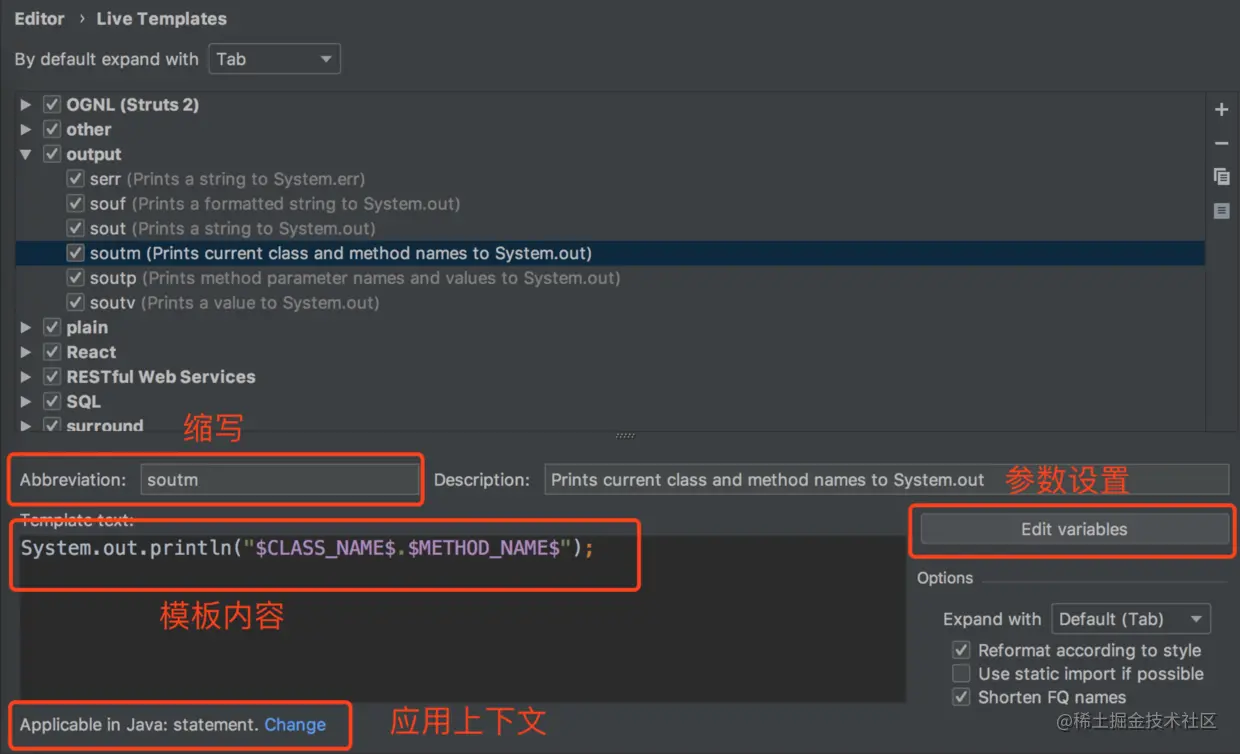 Editor › Live Templates
By default expand with Tab
OGNL (Struts 2)
other
output
serr (Prints a string to System.err)
souf (Prints a formatted string to System.out)
sout (Prints a string to System.out)
soutm (Prints current class and method names to System.out)
soutp (Prints method parameter names and values to System.out)
soutv (Prints a value to System.out)
plain
React
RESTful Web Services
SQL
surround
缩写
Abbreviation: soutm Description: Prints current class and method names to System.out 参数设置
Template text:
Edit variables
System.out.println("$CLASS_NAME$.$METHOD_NAME$");
Options
模板内容
Expand with Default (Tab)
Reformat according to style
Use static import if possible
Shorten FQ names
Applicable in Java: statement. Change
应用上下文
@稀土掘金技术社区